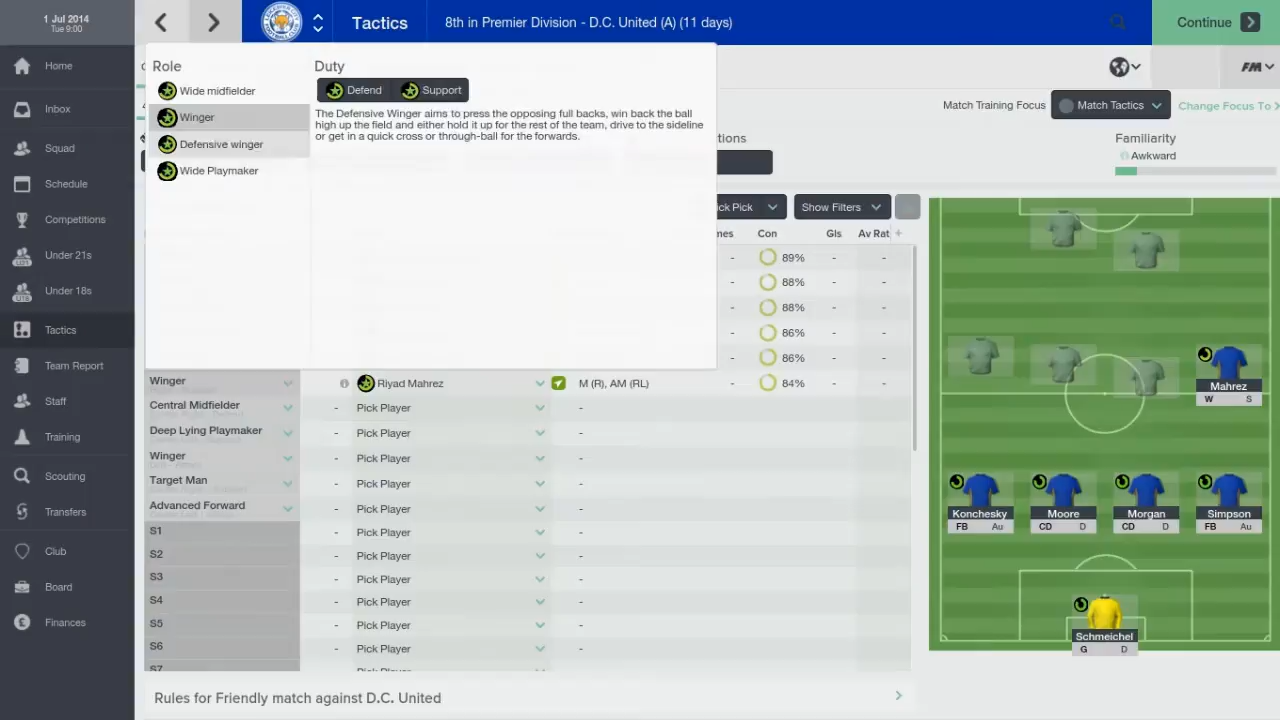 1 Jul 2014
Tue 9:00
Tactics
8th in Premier Division - D.C. United (A) (11 days)
Continue
Home
Inbox
Squad
Schedule
Competitions
Under 21s
Under 18s
Tactics
Team Report
Staff
Training
Scouting
Transfers
Club
Board
Finances
Role
Duty
Wide midfielder
Winger
Defensive winger
Wide Playmaker
Defend
Support
The Defensive Winger aims to press the opposing full backs, win back the ball
high up the field and either hold it up for the rest of the team, drive to the sideline
or get in a quick cross or through-ball for the forwards.
FM
Match Training Focus
Match Tactics
Change Focus To
tions
Familiarity
Awkward
ick Pick
Show Filters
mes Con Gls Av Rat +
- 89% - -
- 88% - -
- 88% - -
- 86% - -
- 86% - -
Winger Riyad Mahrez M (R), AM (RL) - 84% - -
Central Midfielder - Pick Player -
Deep Lying Playmaker - Pick Player -
Winger - Pick Player -
Target Man - Pick Player -
Advanced Forward - Pick Player -
S1 - Pick Player -
S2 - Pick Player -
S3 - Pick Player -
S4 - Pick Player -
S5 - Pick Player -
S6 - Pick Player -
S7 Pick Player
Mahrez
W S
Konchesky Moore Morgan Simpson
FB Au CD D CD D FB Au
Schmeichel
G D
Rules for Friendly match against D.C. United